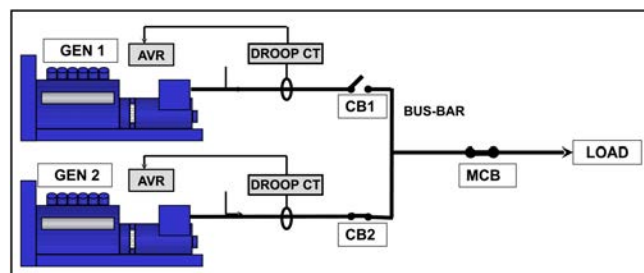 GEN 1
AVR
DROOP CT
CB1
BUS-BAR
LOAD
MCB
GEN 2
AVR
DROOP CT
CB2